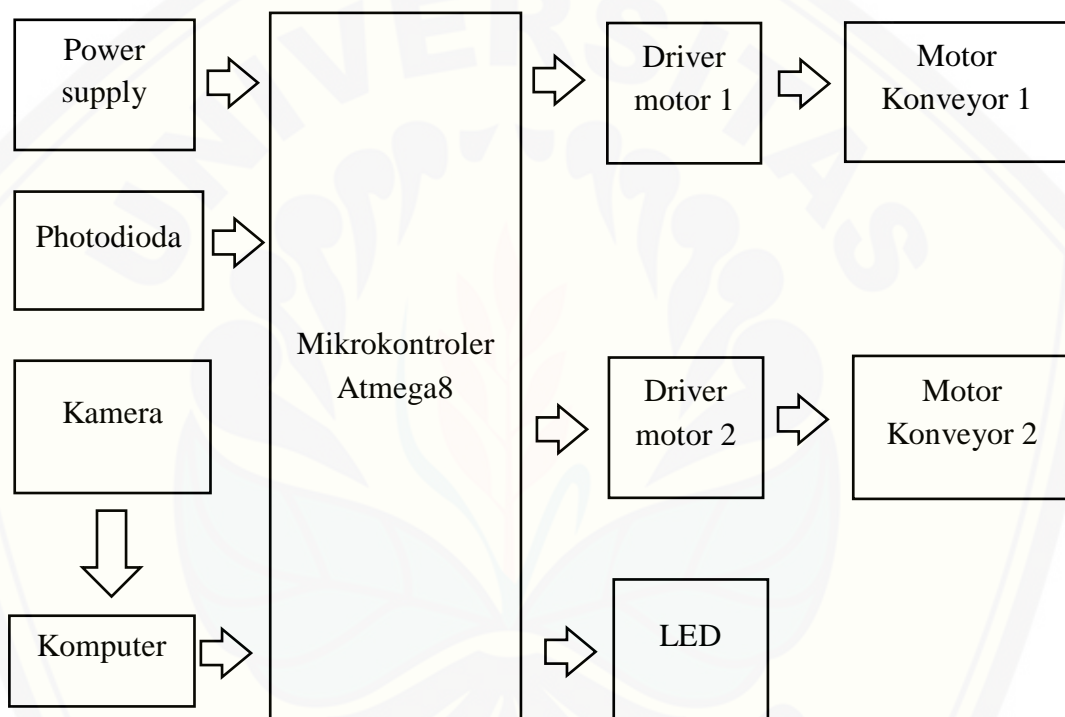 Power
supply
Driver
motor 1
Motor
Konveyor 1
Photodioda
Mikrokontroler
Atmega8
Kamera
Driver
motor 2
Motor
Konveyor 2
Komputer
LED
UNIVERSITAS